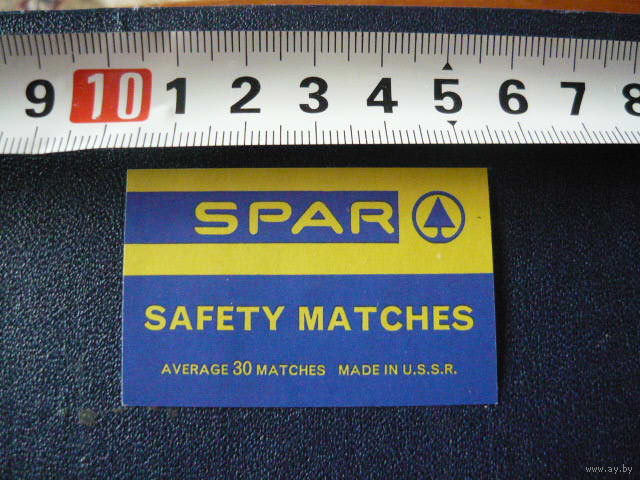 9 10 1 2 3 4 5 6 7 8
SPAR
SAFETY MATCHES
AVERAGE 30 MATCHES MADE IN U.S.S.R.
www.ay.by